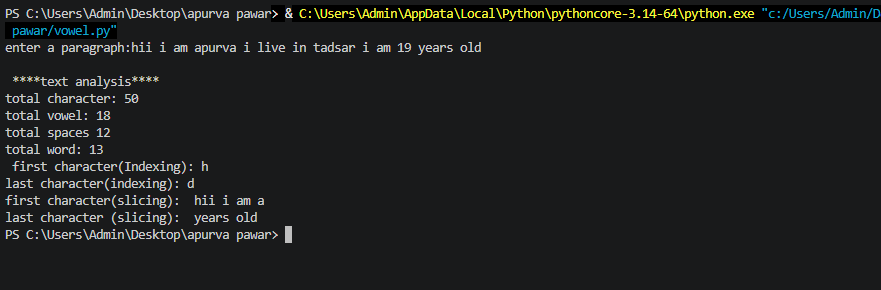 PS C:\Users\Admin\Desktop\apurva pawar> & C:\Users\Admin\AppData\Local\Python\pythoncore-3.14-64\python.exe "c:/Users/Admin/D
pawar/vowel.py"
enter a paragraph:hii i am apurva i live in tadsar i am 19 years old
****text analysis****
total character: 50
total vowel: 18
total spaces 12
total word: 13
first character(Indexing): h
last character(indexing): d
first character(slicing):  hii i am a
last character (slicing):  years old
PS C:\Users\Admin\Desktop\apurva pawar>